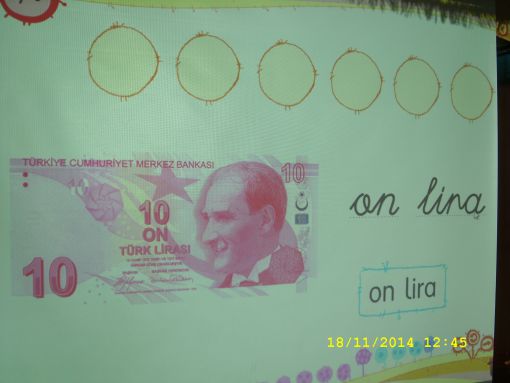 TÜRKİYE CUMHURİYET MERKEZ BANKASI
10
10
ON
TÜRK LİRASI
10
on lira
on lira
18/11/2014 12:45